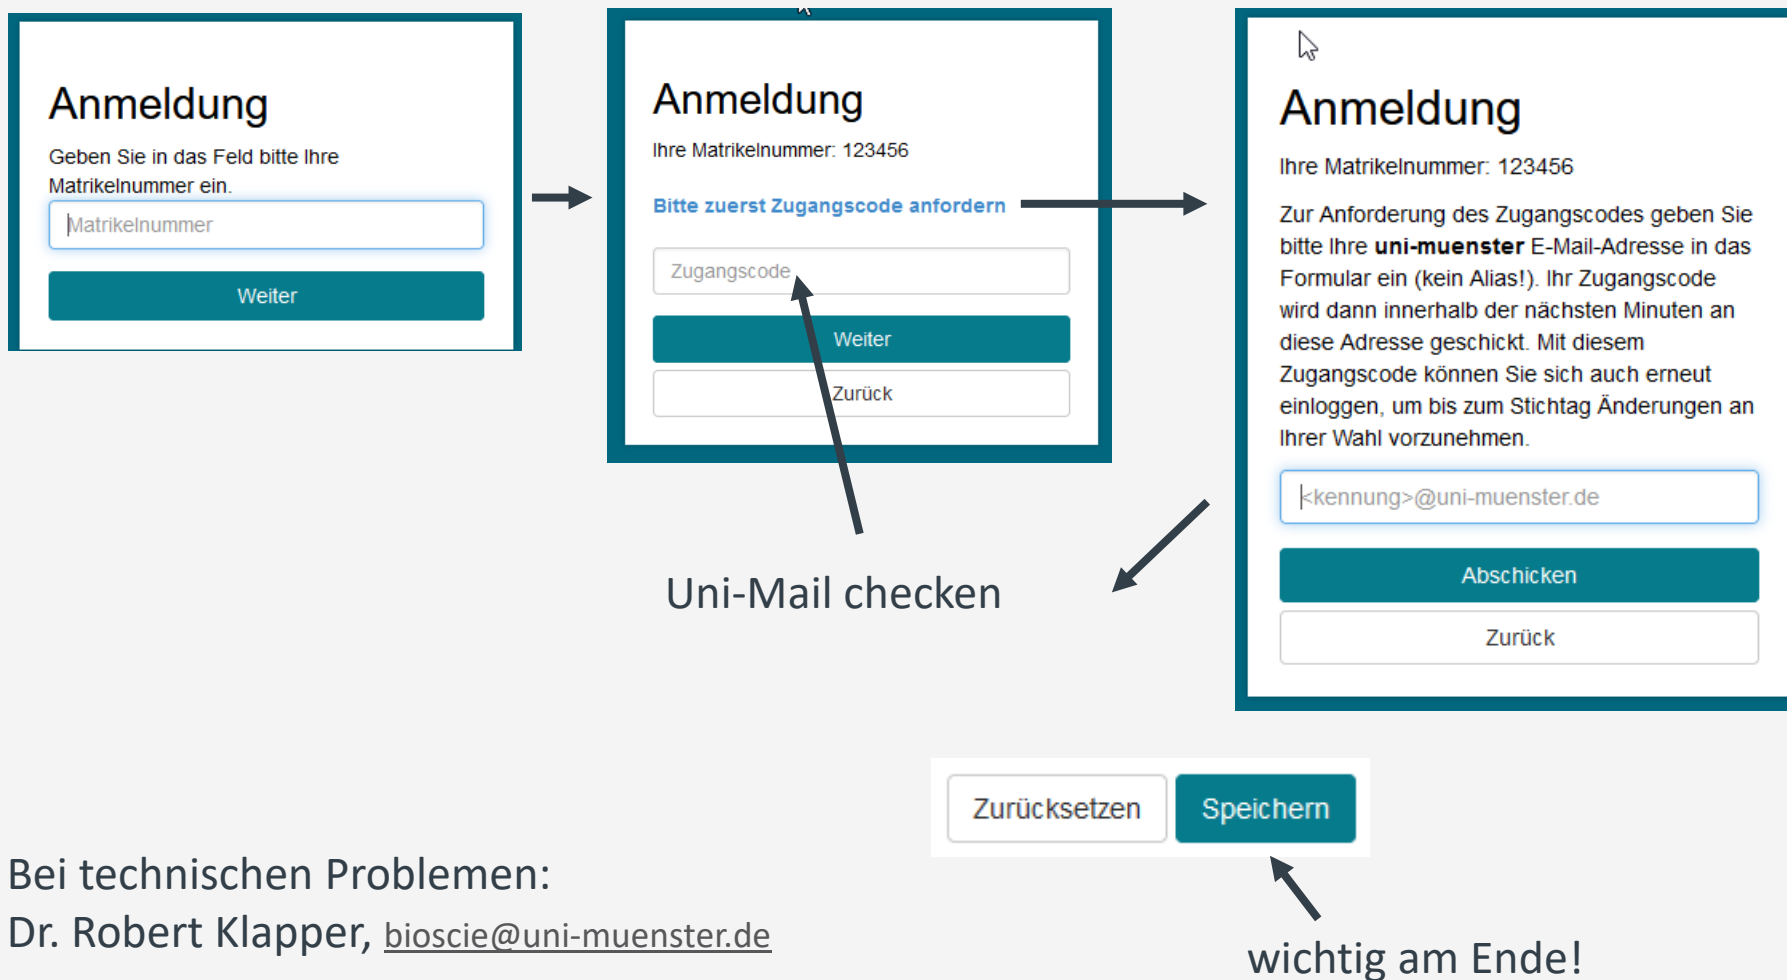 Anmeldung
Geben Sie in das Feld bitte Ihre
Matrikelnummer ein.
Matrikelnummer
Weiter
Anmeldung
Ihre Matrikelnummer: 123456
Bitte zuerst Zugangscode anfordern
Zugangscode
Weiter
Zurück
Anmeldung
Ihre Matrikelnummer: 123456
Zur Anforderung des Zugangscodes geben Sie
bitte Ihre uni-muenster E-Mail-Adresse in das
Formular ein (kein Alias!). Ihr Zugangscode
wird dann innerhalb der nächsten Minuten an
diese Adresse geschickt. Mit diesem
Zugangscode können Sie sich auch erneut
einloggen, um bis zum Stichtag Änderungen an
Ihrer Wahl vorzunehmen.
<kennung>@uni-muenster.de
Abschicken
Zurück
Uni-Mail checken
Zurücksetzen
Speichern
wichtig am Ende!
Bei technischen Problemen:
Dr. Robert Klapper, bioscie@uni-muenster.de